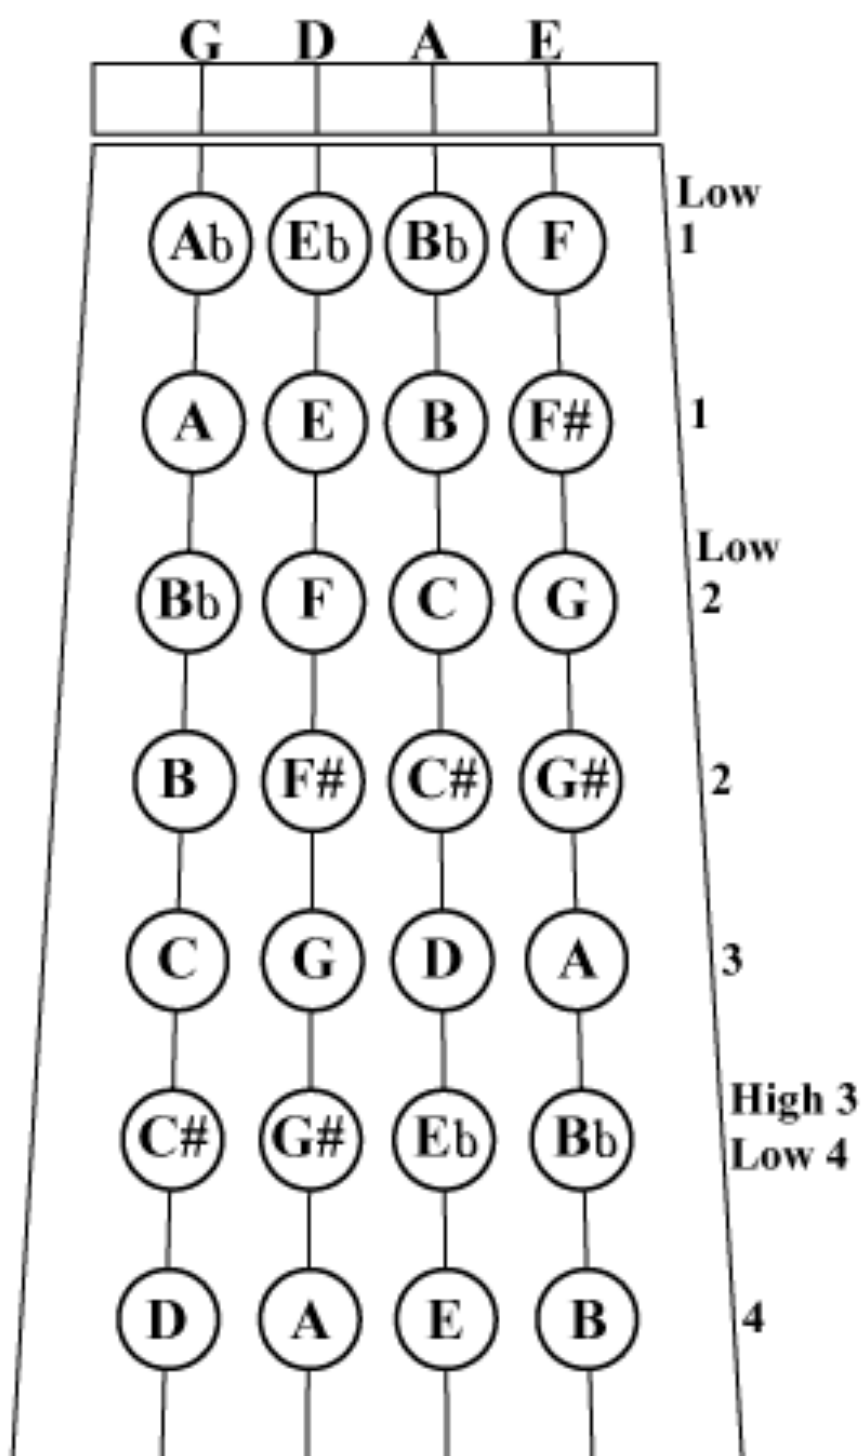 G D A E
Low
Ab Eb Bb F 1
A E B F# 1
Low
Bb F C G 2
B F# C# G# 2
C G D A 3
High 3
C# G# Eb Bb
Low 4
D A E B 4